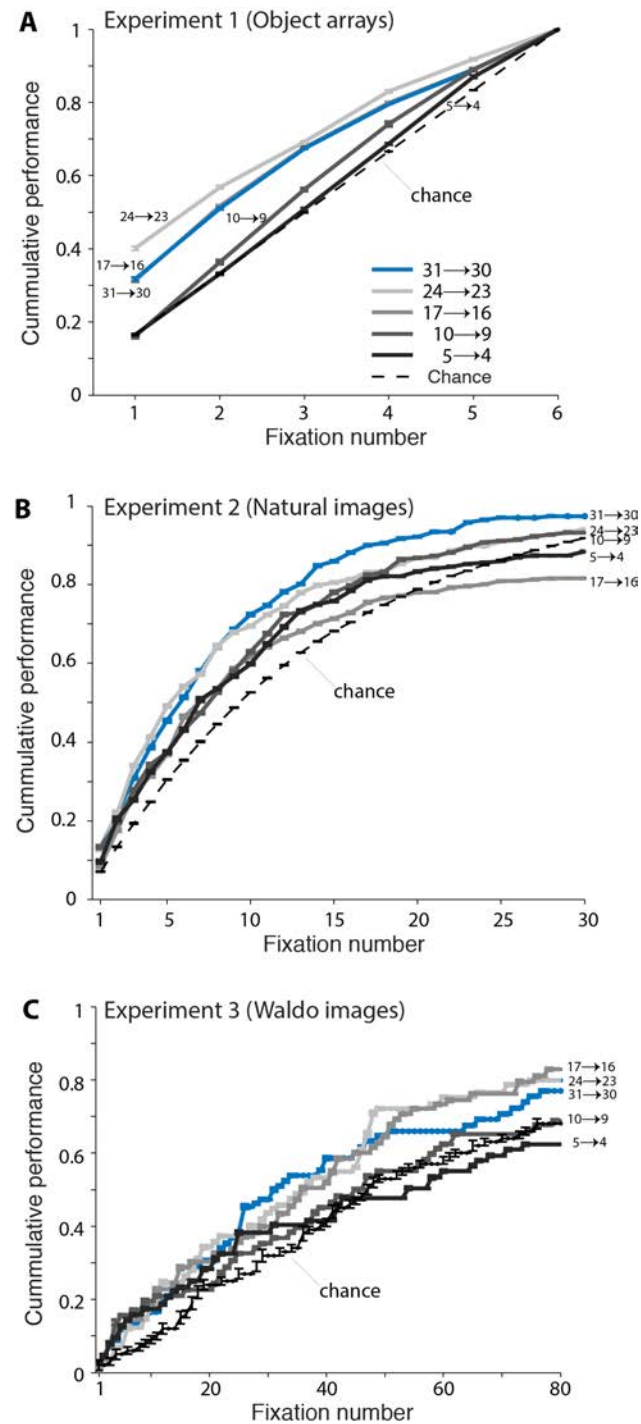 A
Experiment 1 (Object arrays)
1
0.8
0.6
0.4
0.2
0
Cummulative performance
5→4
chance
24→23
10→9
17→16
31→30
31→30
24→23
17→16
10→9
5→4
Chance
1 2 3 4 5 6
Fixation number
B
Experiment 2 (Natural images)
1
0.8
0.6
0.4
0.2
0
Cummulative performance
31→30
24→23
10→9
5→4
17→16
chance
1 5 10 15 20 25 30
Fixation number
C
Experiment 3 (Waldo images)
1
0.8
0.6
0.4
0.2
0
Cummulative performance
17→16
24→23
31→30
10→9
5→4
chance
1 20 40 60 80
Fixation number